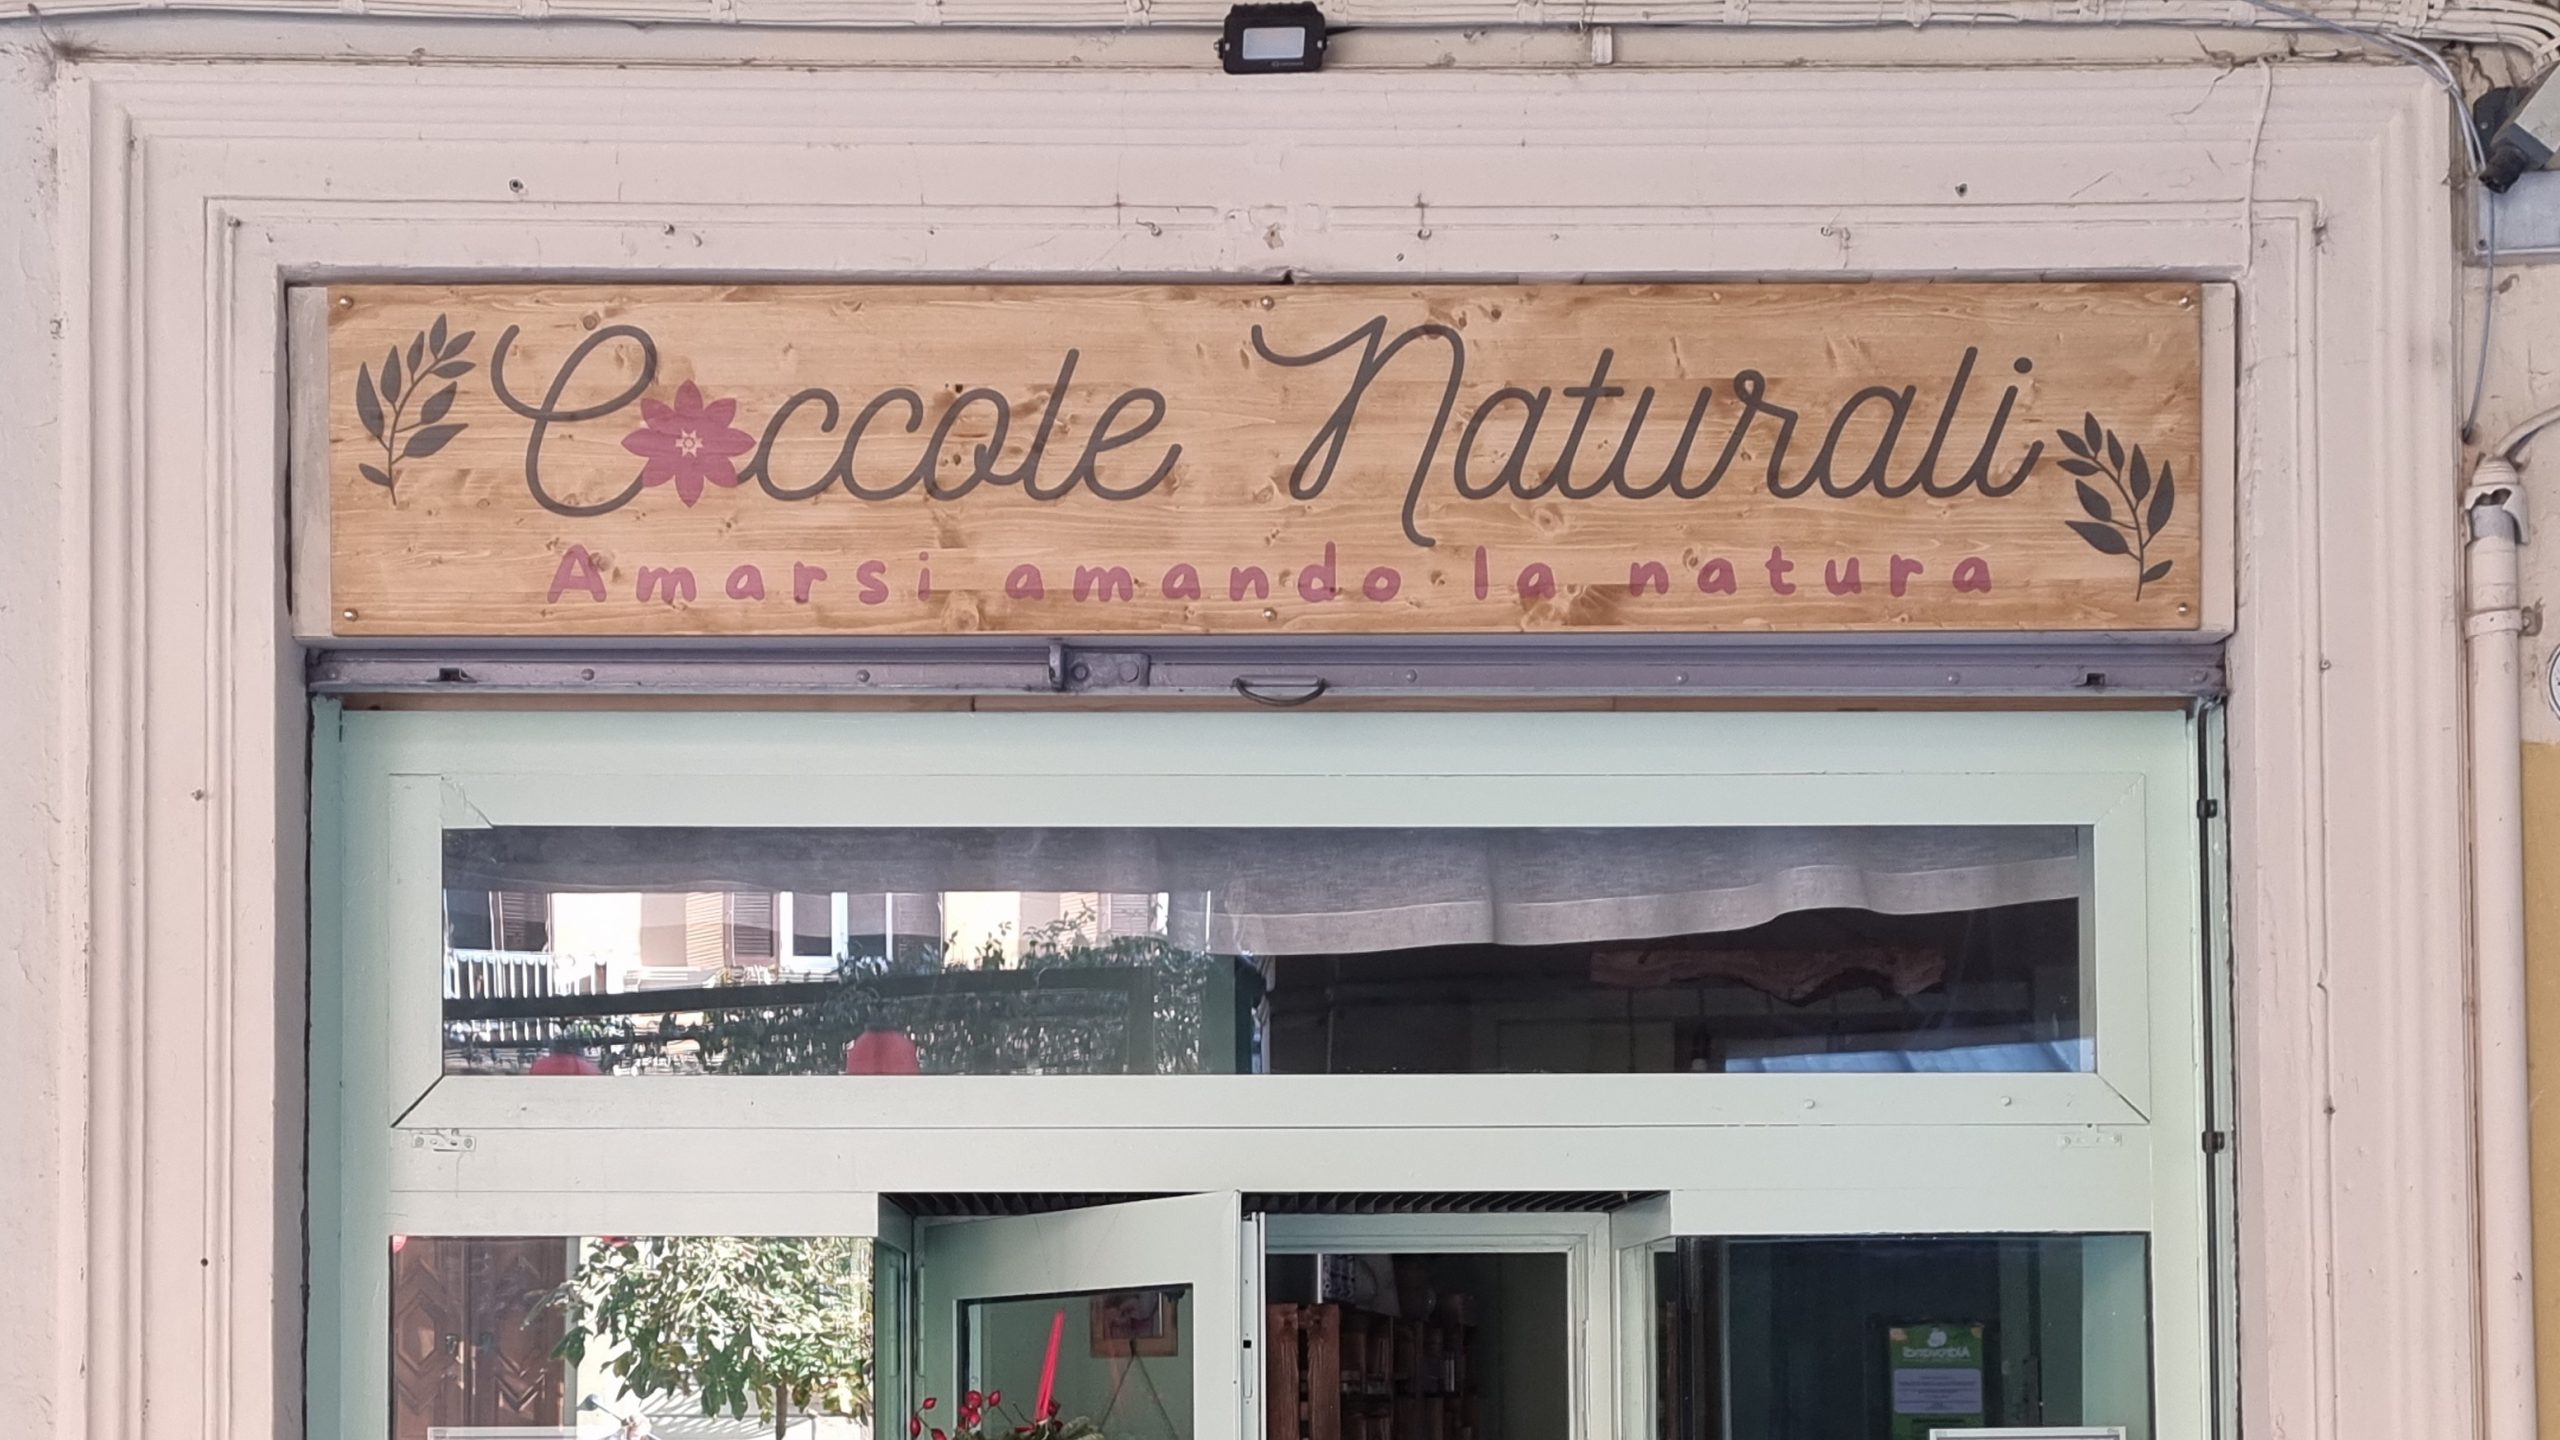 Coccole Naturali
Amarsi amando la natura